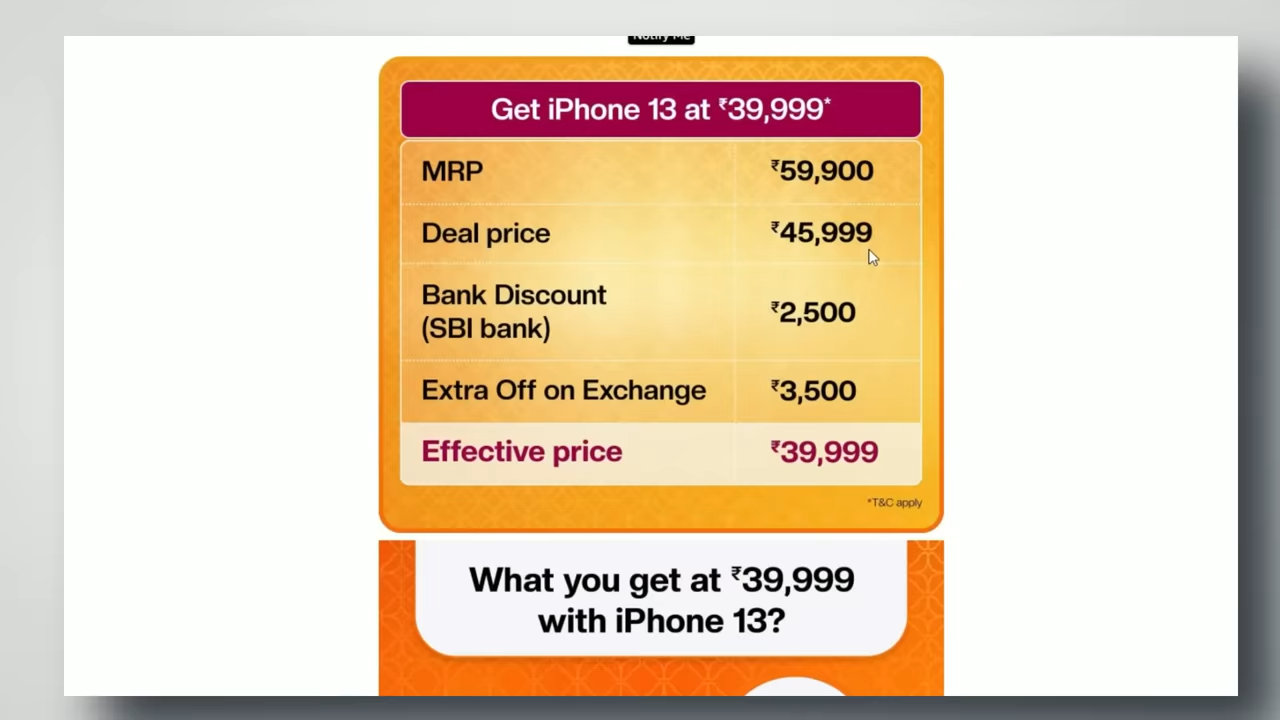 Notify Me
Get iPhone 13 at ₹39,999*
MRP ₹59,900
Deal price ₹45,999
Bank Discount
(SBI bank) ₹2,500
Extra Off on Exchange ₹3,500
Effective price ₹39,999
*T&C apply
What you get at ₹39,999
with iPhone 13?